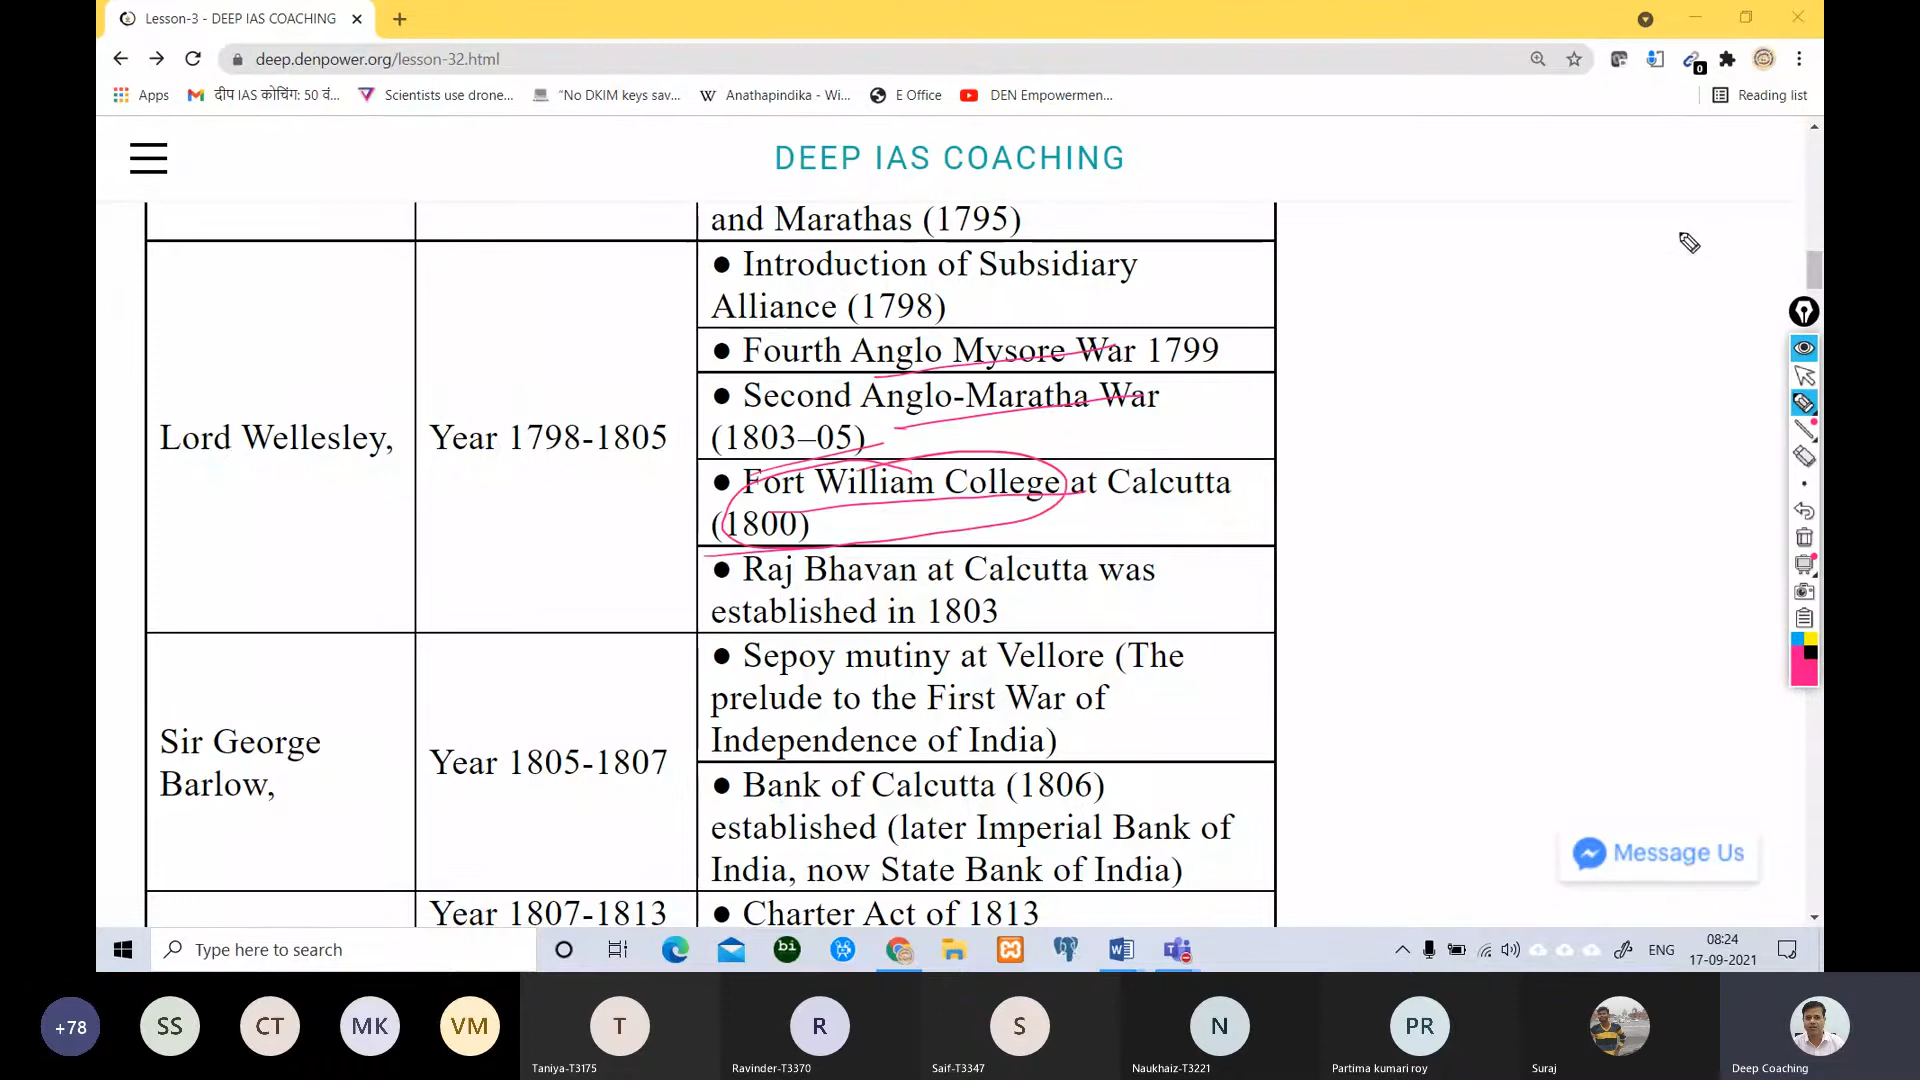 Lesson-3 - DEEP IAS COACHING
deep.denpower.org/lesson-32.html
0
Apps
दीप IAS कोचिंग: 50 वं...
Scientists use drone...
"No DKIM keys sav...
Anathapindika - Wi...
E Office
DEN Empowermen...
Reading list
DEEP IAS COACHING
and Marathas (1795)
Lord Wellesley,
Year 1798-1805
● Introduction of Subsidiary
Alliance (1798)
● Fourth Anglo Mysore War 1799
● Second Anglo-Maratha War
(1803–05)
● Fort William College at Calcutta
(1800)
● Raj Bhavan at Calcutta was
established in 1803
Sir George
Barlow,
Year 1805-1807
● Sepoy mutiny at Vellore (The
prelude to the First War of
Independence of India)
● Bank of Calcutta (1806)
established (later Imperial Bank of
India, now State Bank of India)
Year 1807-1813
● Charter Act of 1813
Message Us
Type here to search
bi
ENG
08:24
17-09-2021
+78
SS
CT
MK
VM
T
Taniya-T3175
R
Ravinder-T3370
S
Saif-T3347
N
Naukhaiz-T3221
PR
Partima kumari roy
Suraj
Deep Coaching